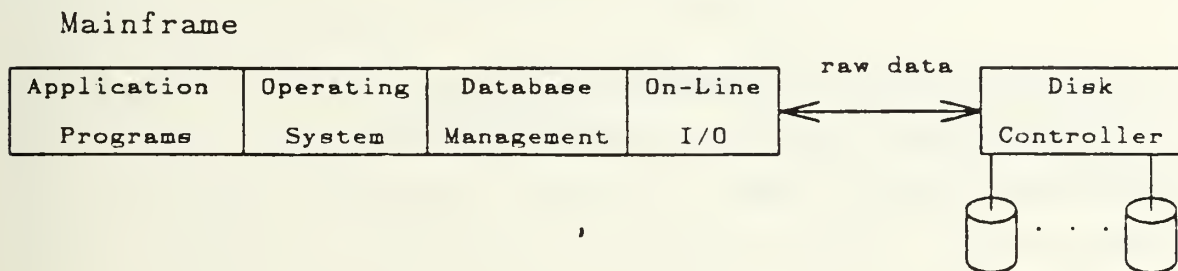 Mainframe
Application Programs
Operating System
Database Management
On-Line I/O
raw data
Disk Controller
. . .